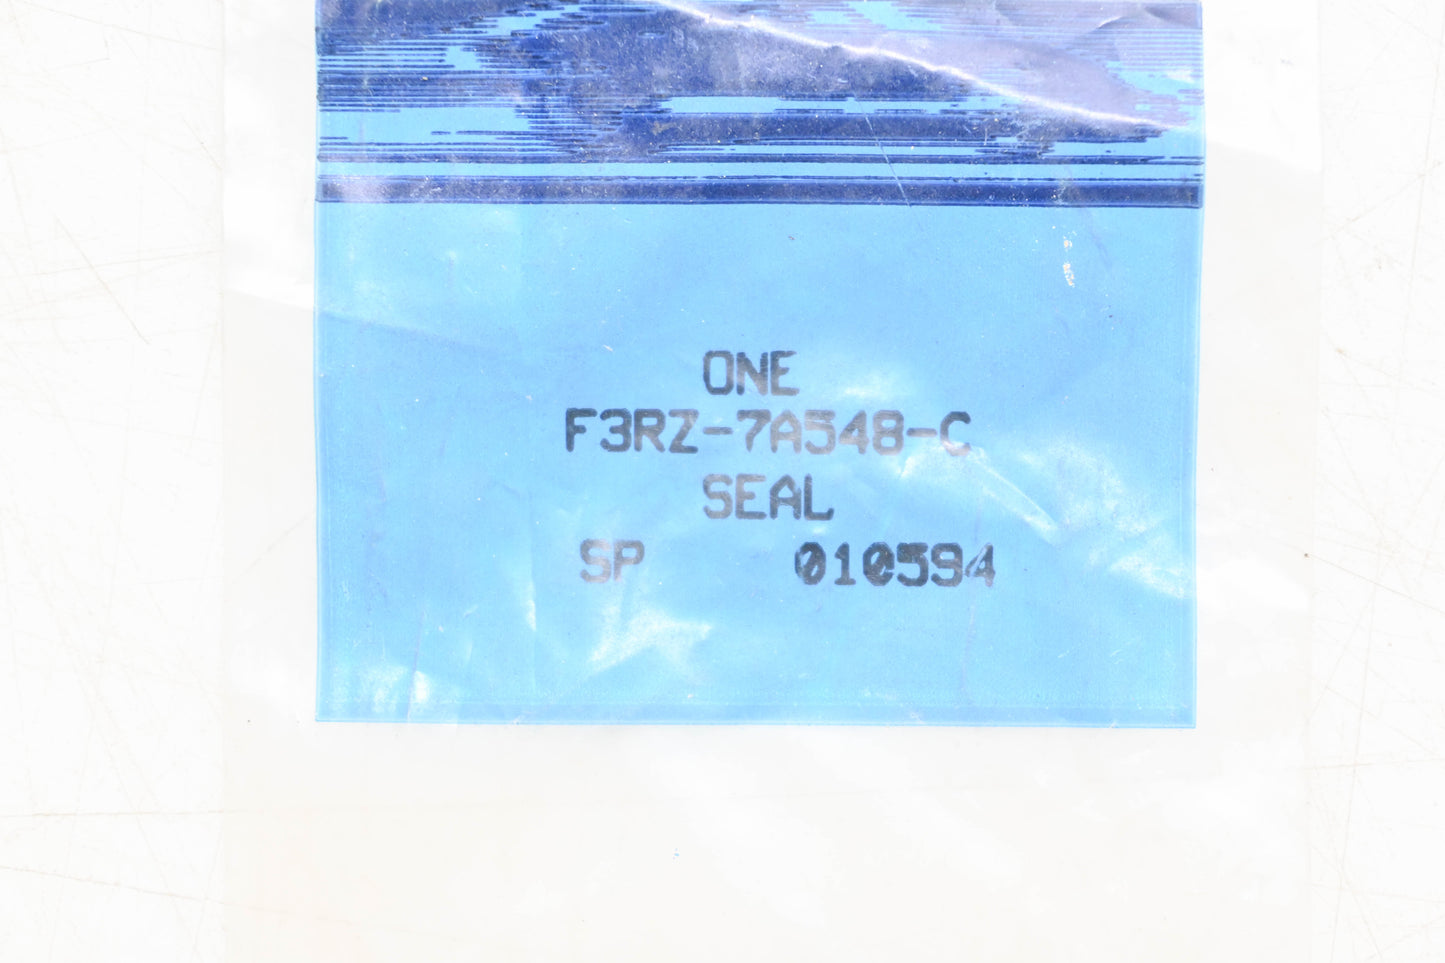 ONE
F3RZ-7A548-C
SEAL
SP 010594